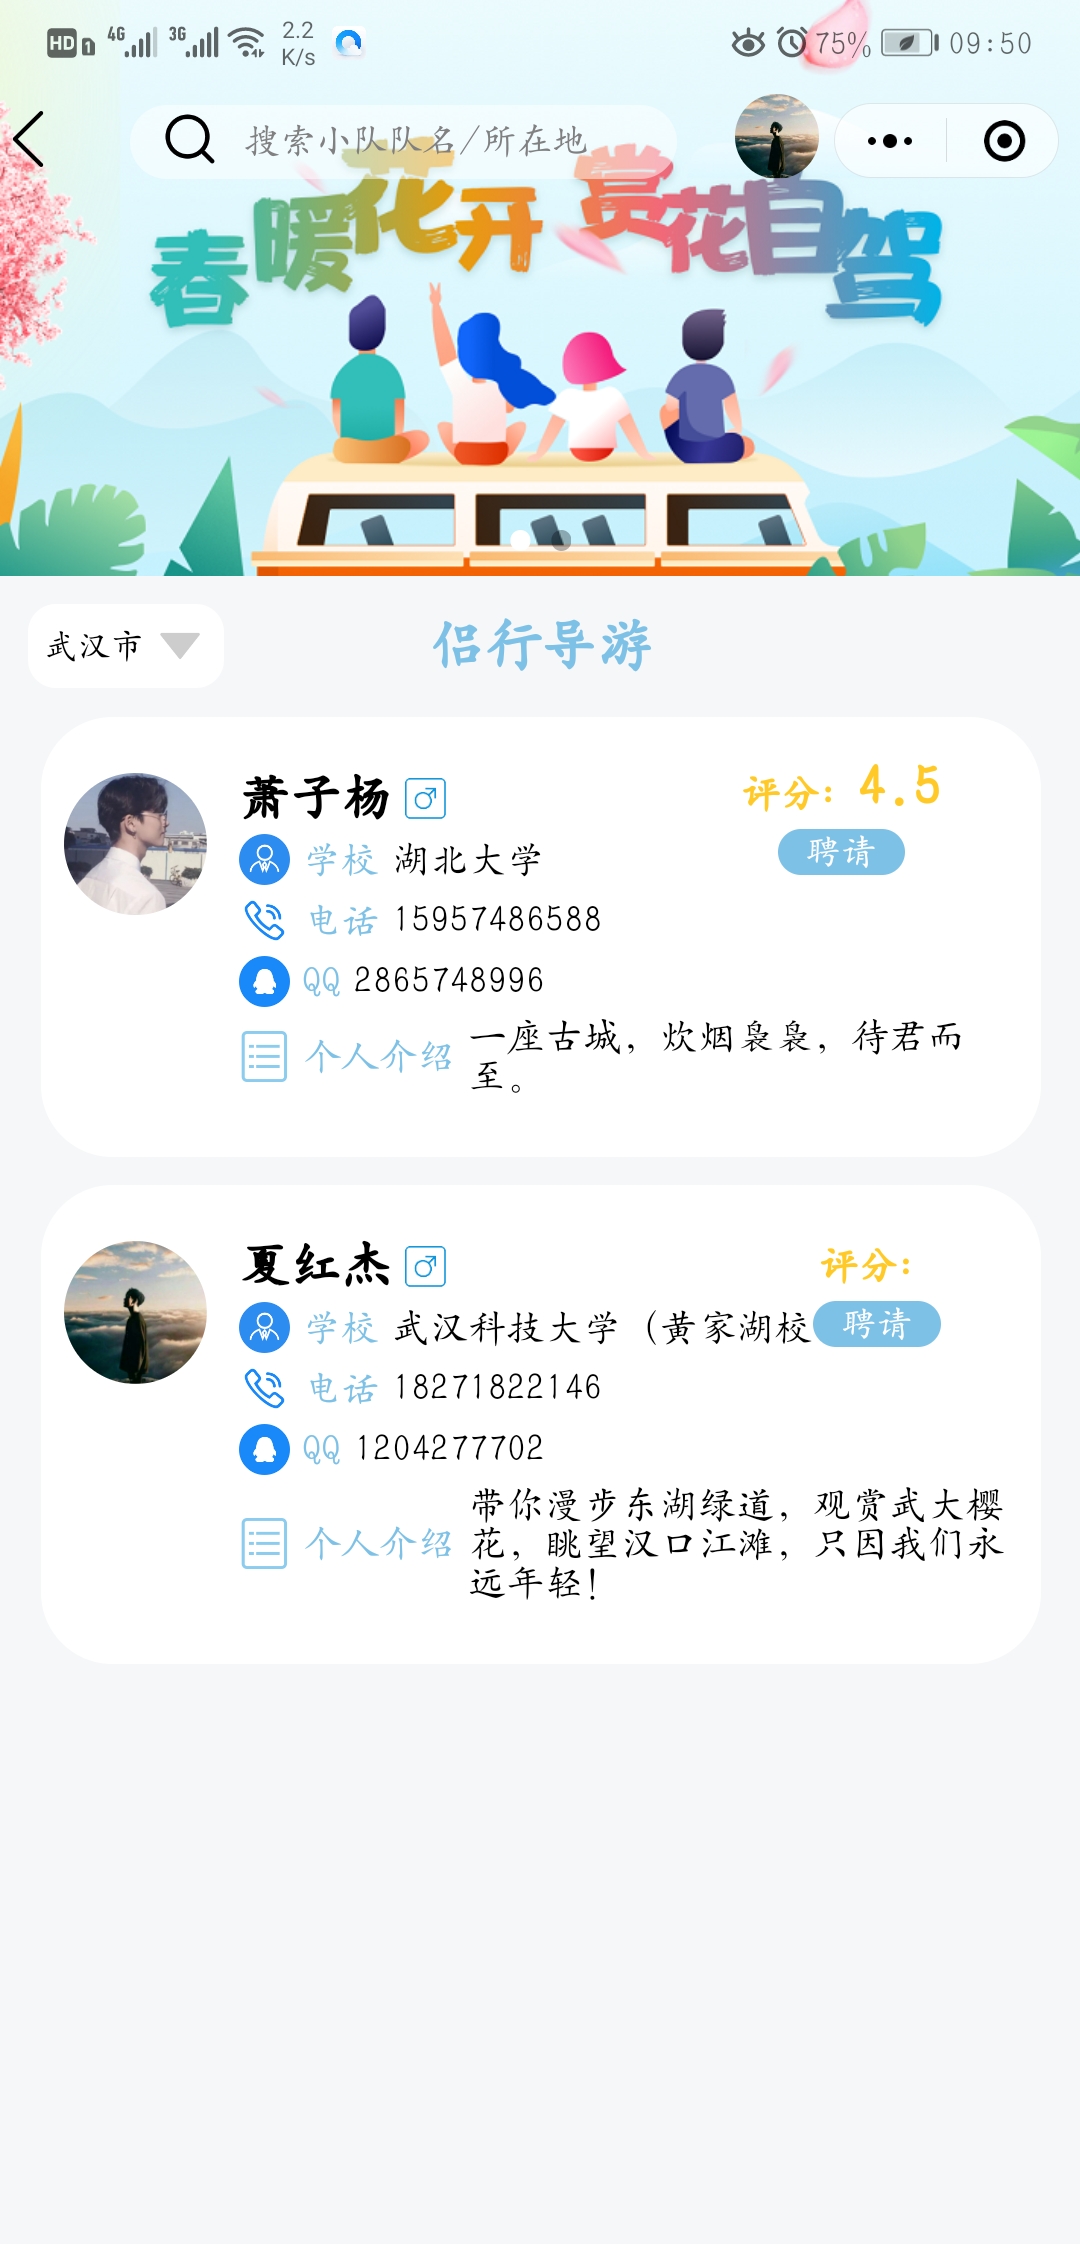 HD 1 4G 3G 2.2 K/s 75% 09:50
搜索小队队名/所在地
春暖花开 赏花自驾
武汉市
侣行导游
萧子杨
评分：4.5
聘请
学校 湖北大学
电话 15957486588
QQ 2865748996
个人介绍 一座古城，炊烟袅袅，待君而
至。
夏红杰
评分：
学校 武汉科技大学（黄家湖校
聘请
电话 18271822146
QQ 1204277702
个人介绍 带你漫步东湖绿道，观赏武大樱
花，眺望汉口江滩，只因我们永
远年轻！